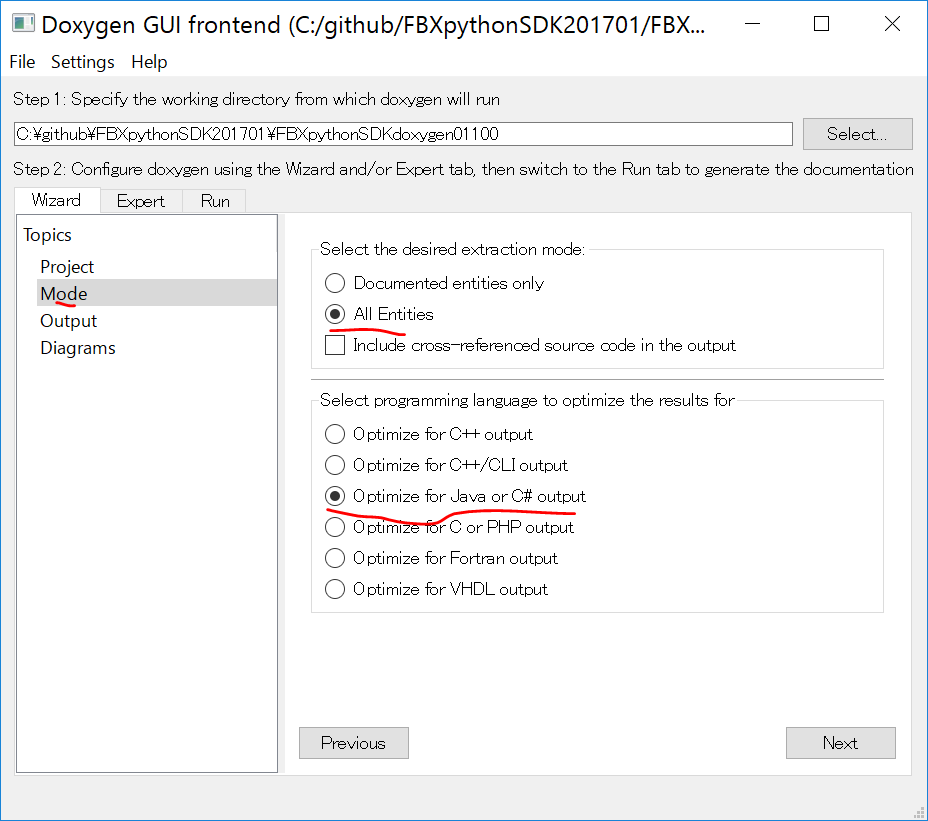 Doxygen GUI frontend (C:/github/FBXpythonSDK201701/FBX...
File Settings Help
Step 1: Specify the working directory from which doxygen will run
C:¥github¥FBXpythonSDK201701¥FBXpythonSDKdoxygen01100
Select...
Step 2: Configure doxygen using the Wizard and/or Expert tab, then switch to the Run tab to generate the documentation
Wizard Expert Run
Topics
Project
Mode
Output
Diagrams
Select the desired extraction mode:
Documented entities only
All Entities
Include cross-referenced source code in the output
Select programming language to optimize the results for
Optimize for C++ output
Optimize for C++/CLI output
Optimize for Java or C# output
Optimize for C or PHP output
Optimize for Fortran output
Optimize for VHDL output
Previous
Next